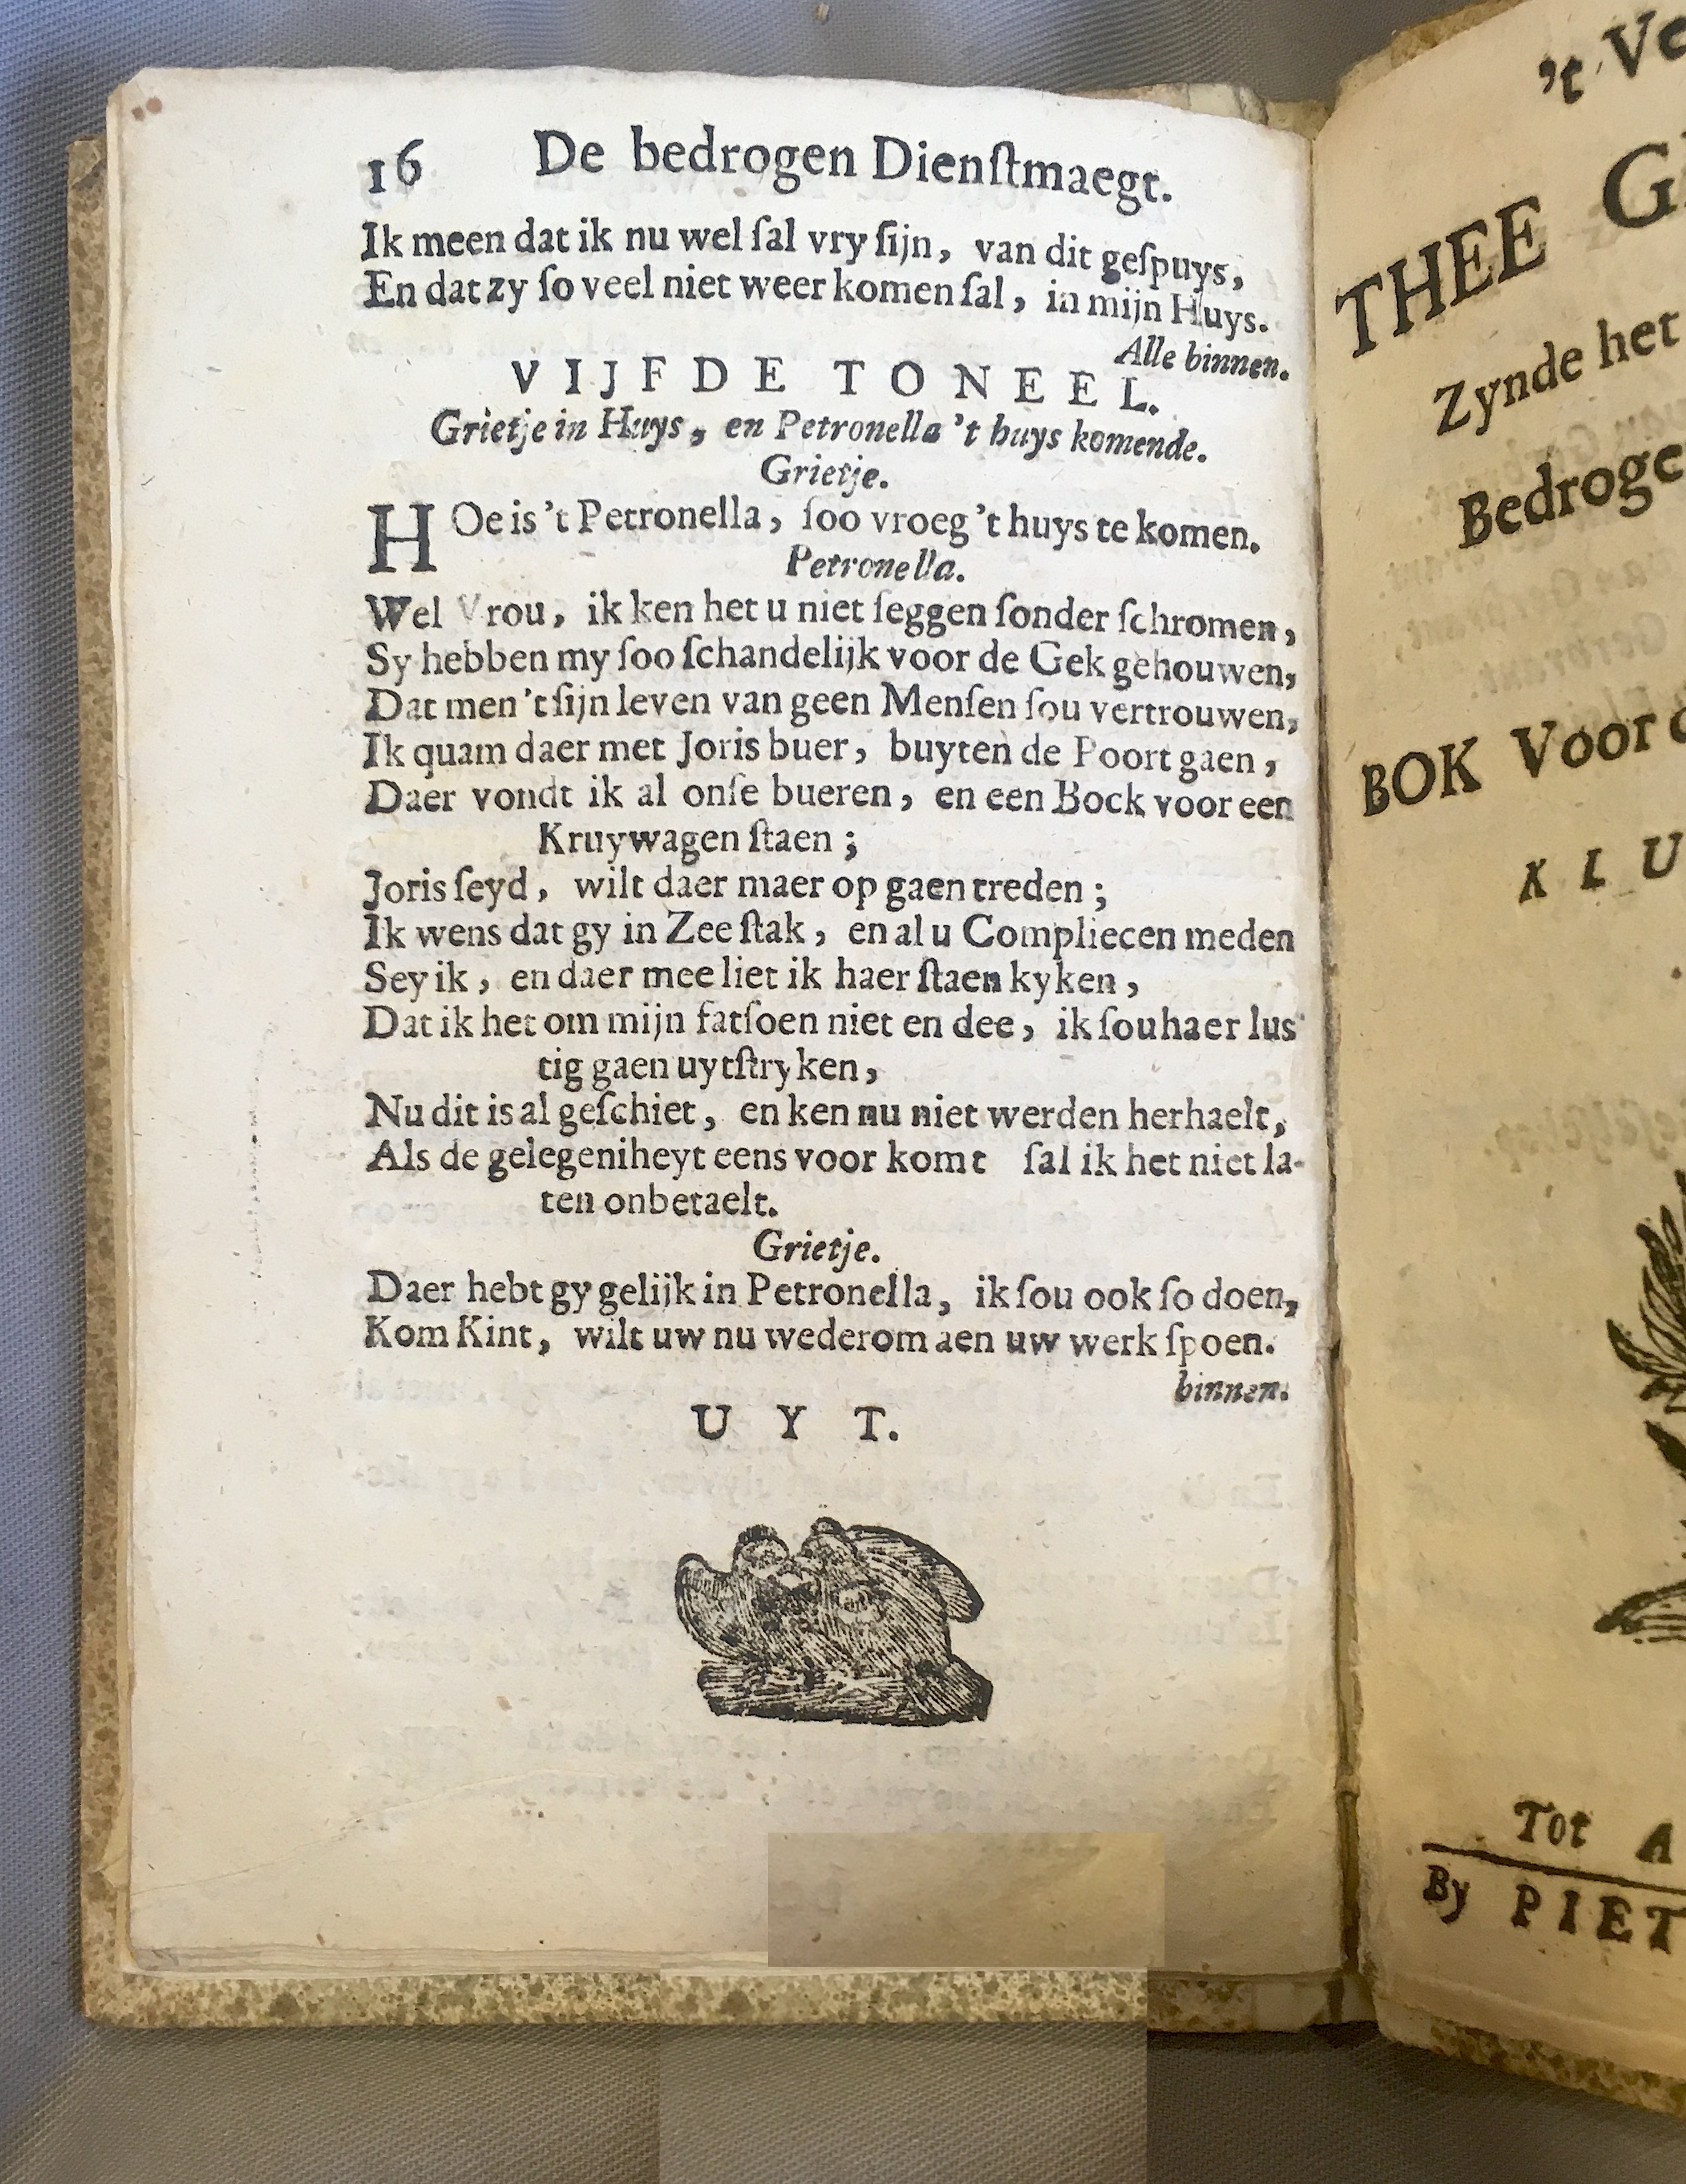 16 De bedrogen Dienſtmaegt.
Ik meen dat ik nu wel ſal vry ſijn, van dit geſpuys,
En dat zy ſo veel niet weer komen ſal, in mijn Huys.
Alle binnen.
VIJFDE TONEEL.
Grietje in Huys, en Petronella 't huys komende.
Grietje.
HOe is 't Petronella, ſoo vroeg 't huys te komen.
Petronella.
Wel Vrou, ik ken het u niet ſeggen ſonder ſchromen,
Sy hebben my ſoo ſchandelijk voor de Gek gehouwen,
Dat men 't ſijn leven van geen Menſen ſou vertrouwen,
Ik quam daer met Joris buer, buyten de Poort gaen,
Daer vondt ik al onſe bueren, en een Bock voor een
Kruywagen ſtaen;
Joris ſeyd, wilt daer maer op gaen treden;
Ik wens dat gy in Zee ſtak, en al u Compliecen meden
Sey ik, en daer mee liet ik haer ſtaen kyken,
Dat ik het om mijn fatſoen niet en dee, ik ſou haer lus
tig gaen uytſtryken,
Nu dit is al geſchiet, en ken nu niet werden herhaelt,
Als de gelegeniheyt eens voor komt ſal ik het niet la-
ten onbetaelt.
Grietje.
Daer hebt gy gelijk in Petronella, ik ſou ook ſo doen,
Kom Kint, wilt uw nu wederom aen uw werk ſpoen.
binnen.
UYT.
't Ve
THEE G
Zynde het
Bedroge
BOK Voor
XLU
Tot A
By PIET